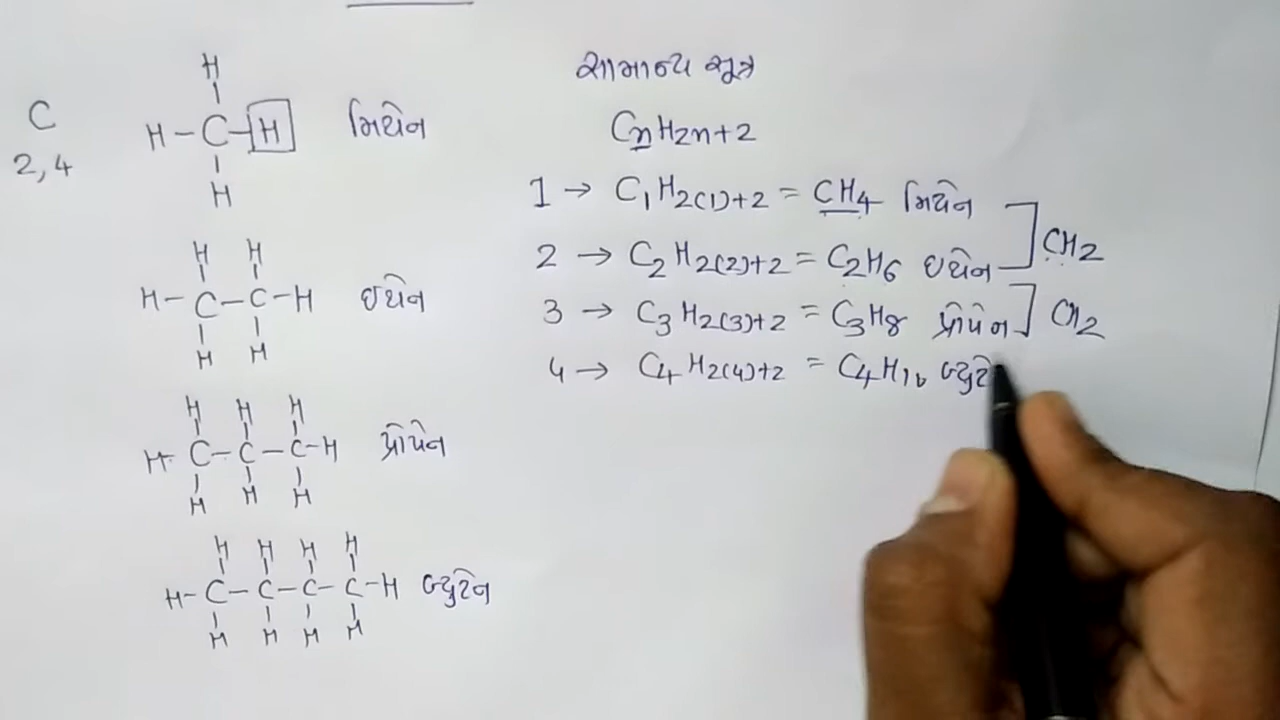 C
2,4
H
H-C-H મિથેન
H
H H
H-C-C-H ઇથેન
H H
H H H
H-C-C-C-H પ્રોપેન
H H H
H H H H
H-C-C-C-C-H બ્યુટેન
H H H H
સામાન્ય સૂત્ર
CnH2n+2
1 → C1H2(1)+2 = CH4 મિથેન
2 → C2H2(2)+2 = C2H6 ઇથેન
CH2
3 → C3H2(3)+2 = C3H8 પ્રોપેન
CH2
4 → C4H2(4)+2 = C4H10 બ્યુટે